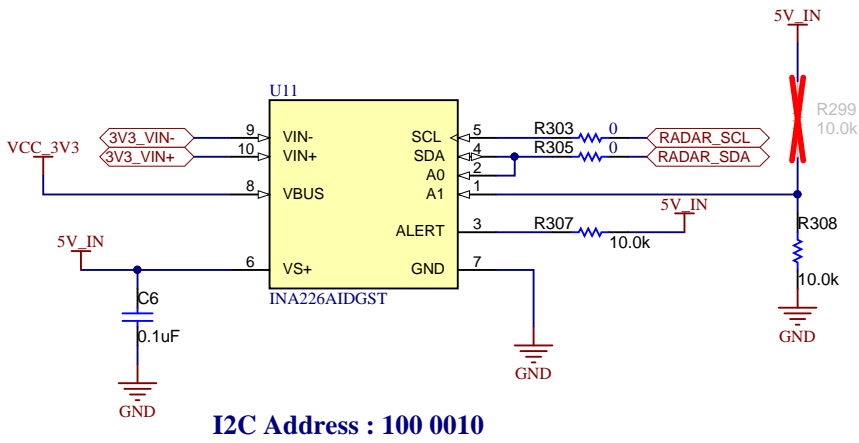 5V_IN
U11
R299
10.0k
3V3_VIN-
9
VIN-
SCL
5
R303
0
RADAR_SCL
VCC_3V3
3V3_VIN+
10
VIN+
SDA
4
R305
0
RADAR_SDA
A0
2
8
VBUS
A1
1
5V_IN
ALERT
3
R307
10.0k
R308
5V_IN
6
VS+
GND
7
10.0k
INA226AIDGST
C6
0.1uF
GND
GND
GND
I2C Address : 100 0010